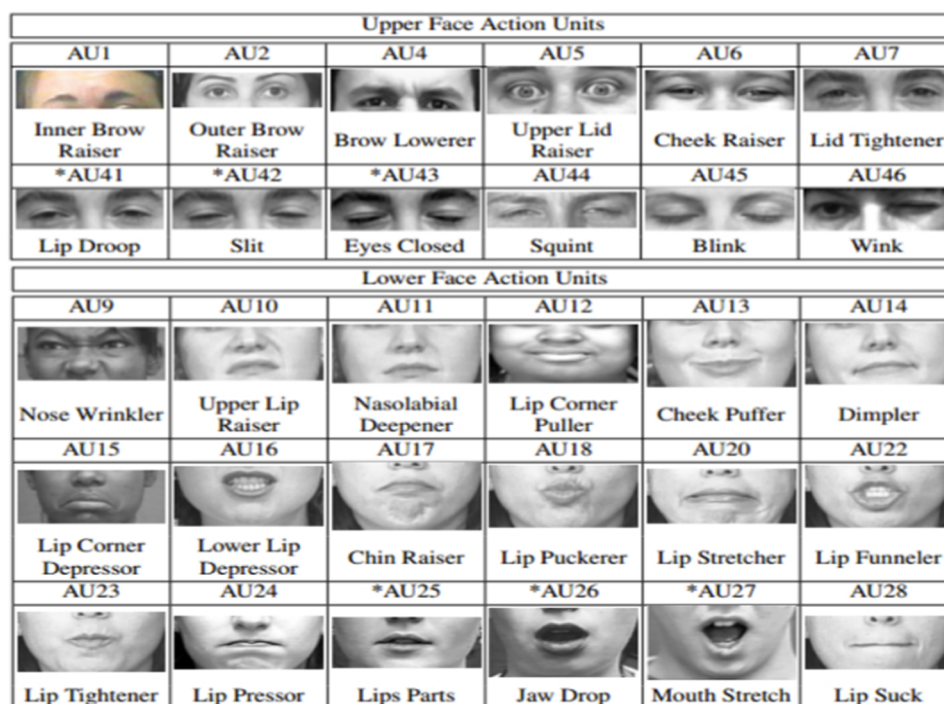 Upper Face Action Units
AU1 AU2 AU4 AU5 AU6 AU7
Inner Brow Raiser Outer Brow Raiser Brow Lowerer Upper Lid Raiser Cheek Raiser Lid Tightener
*AU41 *AU42 *AU43 AU44 AU45 AU46
Lip Droop Slit Eyes Closed Squint Blink Wink
Lower Face Action Units
AU9 AU10 AU11 AU12 AU13 AU14
Nose Wrinkler Upper Lip Raiser Nasolabial Deepener Lip Corner Puller Cheek Puffer Dimpler
AU15 AU16 AU17 AU18 AU20 AU22
Lip Corner Depressor Lower Lip Depressor Chin Raiser Lip Puckerer Lip Stretcher Lip Funneler
AU23 AU24 *AU25 *AU26 *AU27 AU28
Lip Tightener Lip Pressor Lips Parts Jaw Drop Mouth Stretch Lip Suck